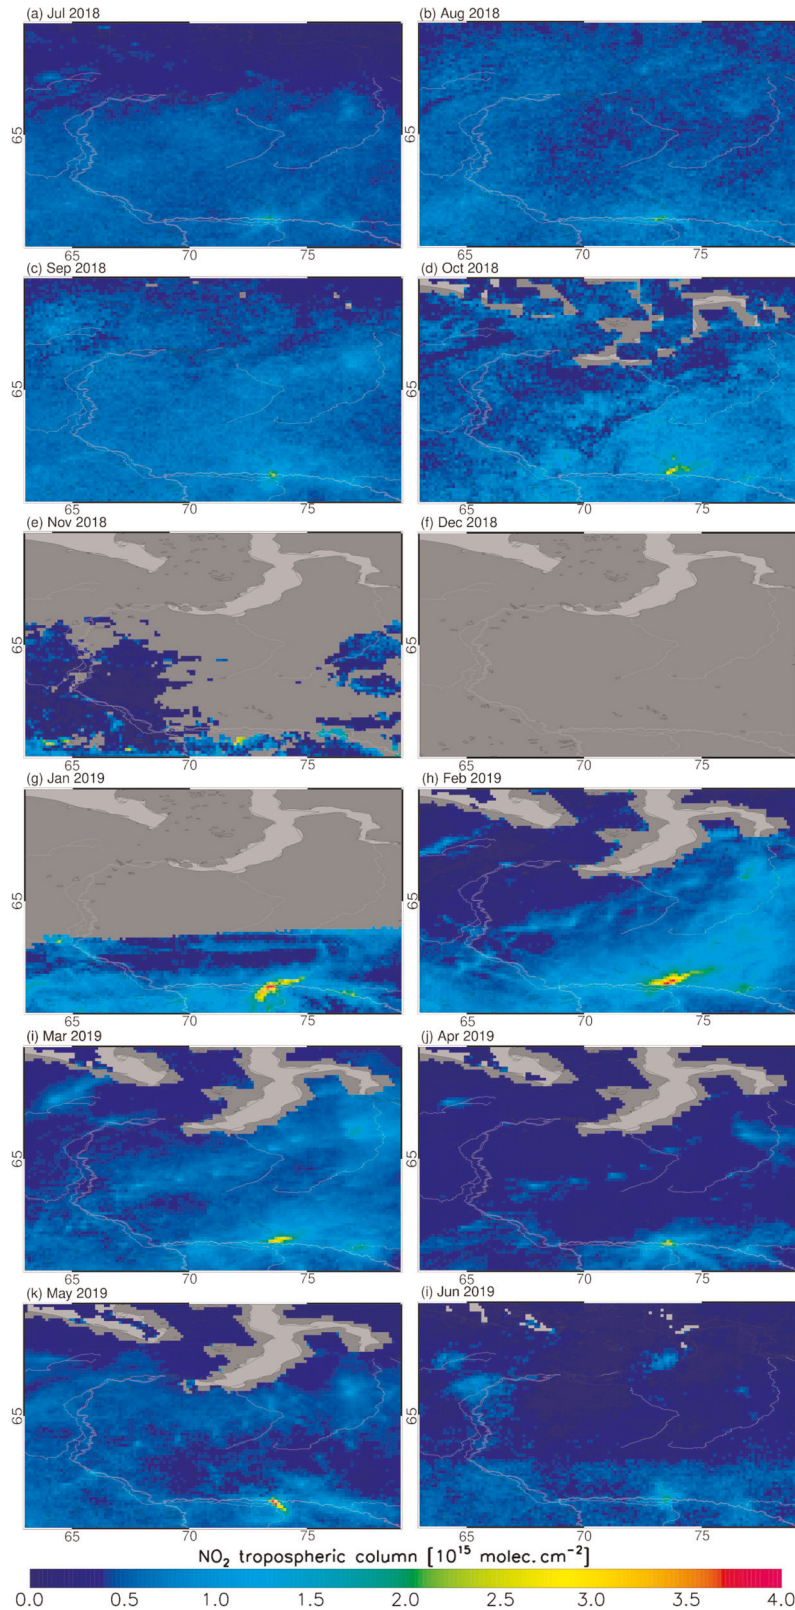 (a) Jul 2018
(b) Aug 2018
65
65
65 70 75
65 70 75
(c) Sep 2018
(d) Oct 2018
65
65
65 70 75
65 70 75
(e) Nov 2018
(f) Dec 2018
65
65
65 70 75
65 70 75
(g) Jan 2019
(h) Feb 2019
65
65
65 70 75
65 70 75
(i) Mar 2019
(j) Apr 2019
65
65
65 70 75
65 70 75
(k) May 2019
(i) Jun 2019
65
65
65 70 75
65 70 75
NO₂ tropospheric column [10¹⁵ molec.cm⁻²]
0.0 0.5 1.0 1.5 2.0 2.5 3.0 3.5 4.0